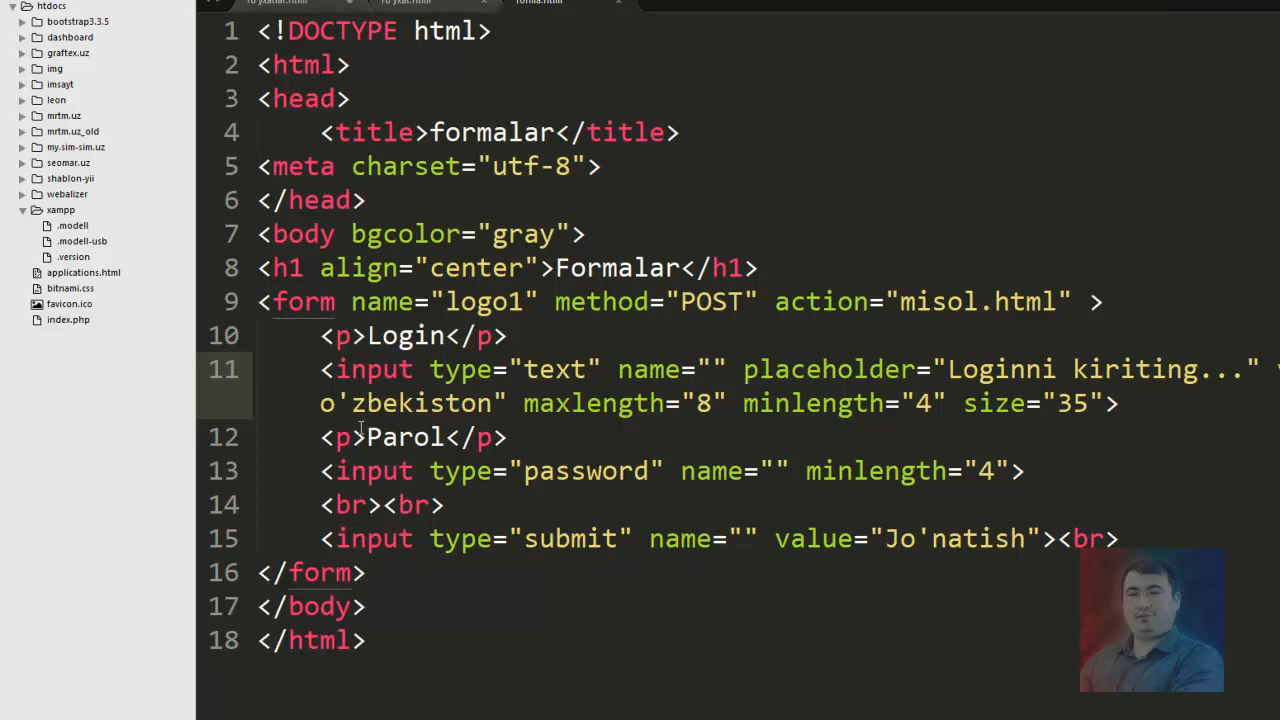 htdocs
bootstrap3.3.5
dashboard
graftex.uz
img
imsayt
leon
mrtm.uz
mrtm.uz_old
my.sim-sim.uz
seomar.uz
shablon-yii
webalizer
xampp
.modell
.modell-usb
.version
applications.html
bitnami.css
favicon.ico
index.php
1 <!DOCTYPE html>
2 <html>
3 <head>
4 <title>formalar</title>
5 <meta charset="utf-8">
6 </head>
7 <body bgcolor="gray">
8 <h1 align="center">Formalar</h1>
9 <form name="logo1" method="POST" action="misol.html" >
10 <p>Login</p>
11 <input type="text" name="" placeholder="Loginni kiriting..."
o'zbekiston" maxlength="8" minlength="4" size="35">
12 <p>Parol</p>
13 <input type="password" name="" minlength="4">
14 <br><br>
15 <input type="submit" name="" value="Jo'natish"><br>
16 </form>
17 </body>
18 </html>